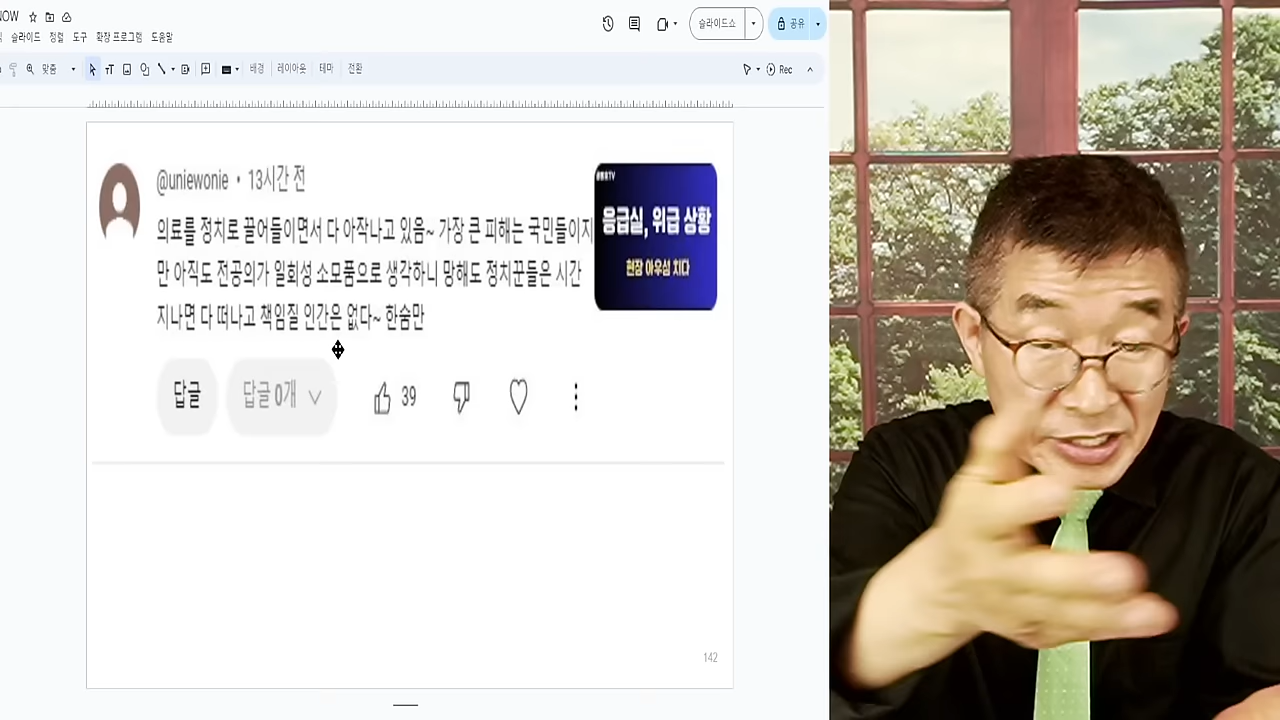 NOW
슬라이드 정렬 도구 확장 프로그램 도움말
슬라이드쇼
공유
맞춤
배경 레이아웃 테마 전환
Rec
@uniewonie • 13시간 전
의료를 정치로 끌어들이면서 다 아작나고 있음~ 가장 큰 피해는 국민들이지
만 아직도 전공의가 일회성 소모품으로 생각하니 망해도 정치꾼들은 시간
지나면 다 떠나고 책임질 인간은 없다~ 한숨만
응급실, 위급 상황
현장 아우성 치다
답글
답글 0개
39
142